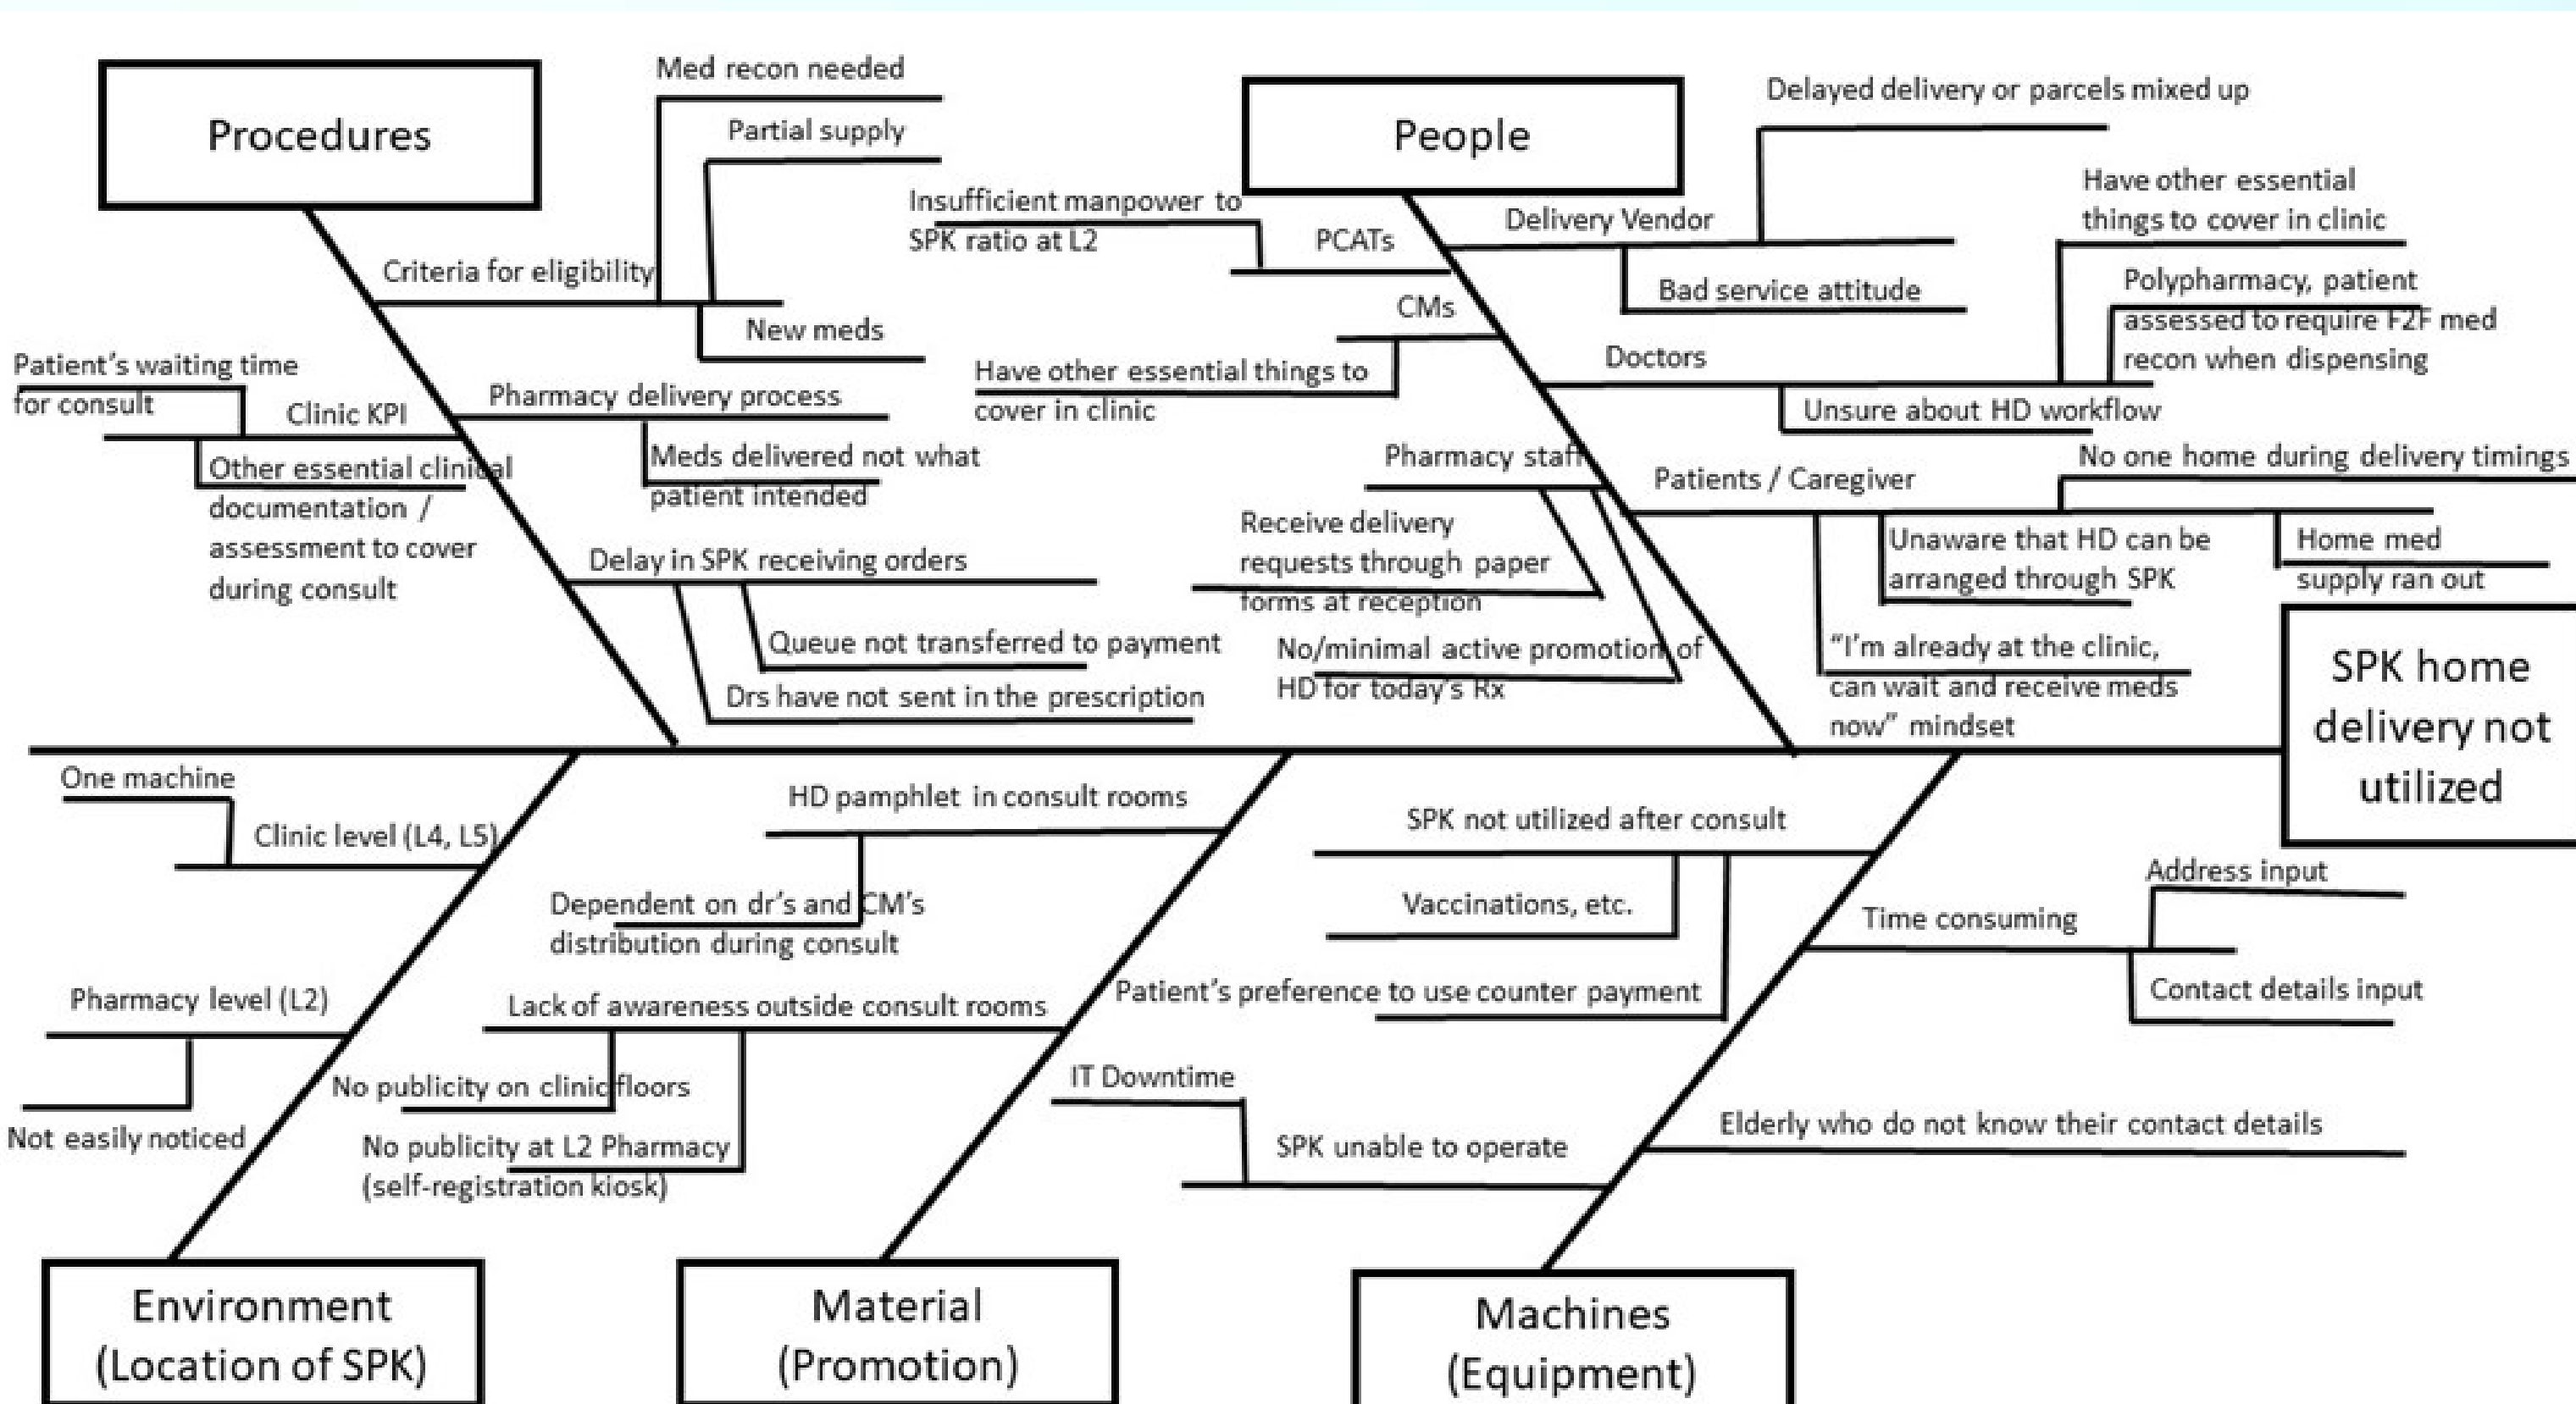 Procedures
Med recon needed
Partial supply
Criteria for eligibility
New meds
Patient's waiting time
for consult
Clinic KPI
Other essential clinical
documentation /
assessment to cover
during consult
Pharmacy delivery process
Meds delivered not what
patient intended
Delay in SPK receiving orders
Queue not transferred to payment
Drs have not sent in the prescription
People
Insufficient manpower to
SPK ratio at L2
PCATs
CMs
Have other essential things to
cover in clinic
Pharmacy staff
Receive delivery
requests through paper
forms at reception
No/minimal active promotion of
HD for today's Rx
Delayed delivery or parcels mixed up
Delivery Vendor
Bad service attitude
Have other essential
things to cover in clinic
Polypharmacy, patient
assessed to require F2F med
recon when dispensing
Doctors
Unsure about HD workflow
No one home during delivery timings
Patients / Caregiver
Unaware that HD can be
arranged through SPK
Home med
supply ran out
“I'm already at the clinic,
can wait and receive meds
now” mindset
SPK home
delivery not
utilized
One machine
Clinic level (L4, L5)
Pharmacy level (L2)
Not easily noticed
Environment
(Location of SPK)
HD pamphlet in consult rooms
Dependent on dr's and CM's
distribution during consult
Lack of awareness outside consult rooms
No publicity on clinic floors
No publicity at L2 Pharmacy
(self-registration kiosk)
Material
(Promotion)
SPK not utilized after consult
Vaccinations, etc.
Patient's preference to use counter payment
IT Downtime
SPK unable to operate
Address input
Time consuming
Contact details input
Elderly who do not know their contact details
Machines
(Equipment)